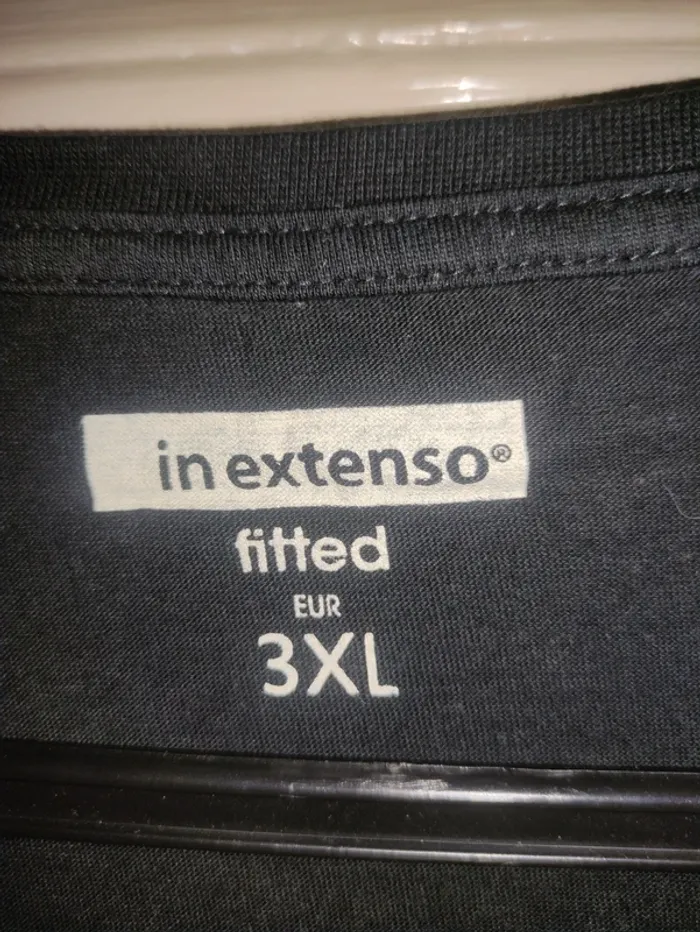 in extenso®
fitted
EUR
3XL